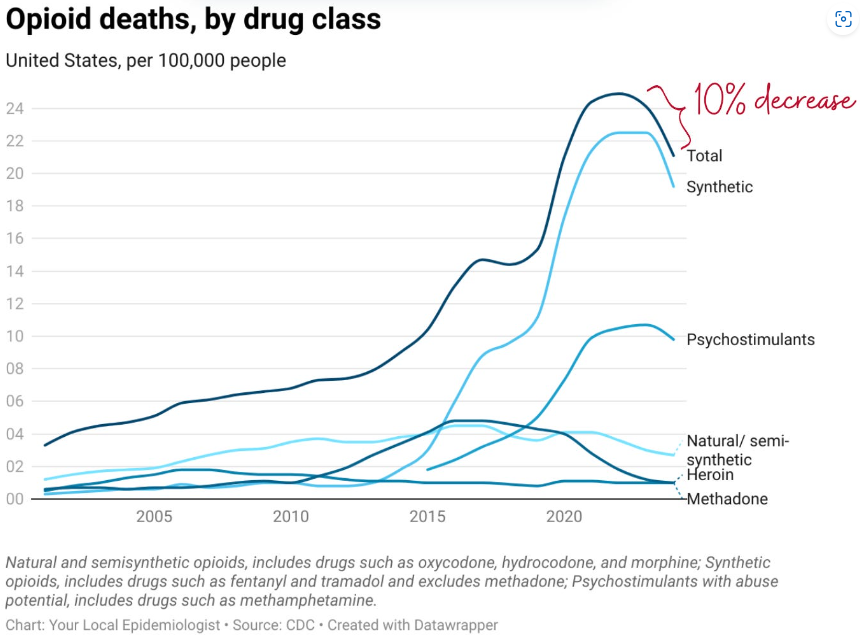 Opioid deaths, by drug class
United States, per 100,000 people
10% decrease
24
22
20
18
16
14
12
10
08
06
04
02
00
Total
Synthetic
Psychostimulants
Natural/ semi-
synthetic
Heroin
Methadone
2005
2010
2015
2020
Natural and semisynthetic opioids, includes drugs such as oxycodone, hydrocodone, and morphine; Synthetic
opioids, includes drugs such as fentanyl and tramadol and excludes methadone; Psychostimulants with abuse
potential, includes drugs such as methamphetamine.
Chart: Your Local Epidemiologist • Source: CDC • Created with Datawrapper